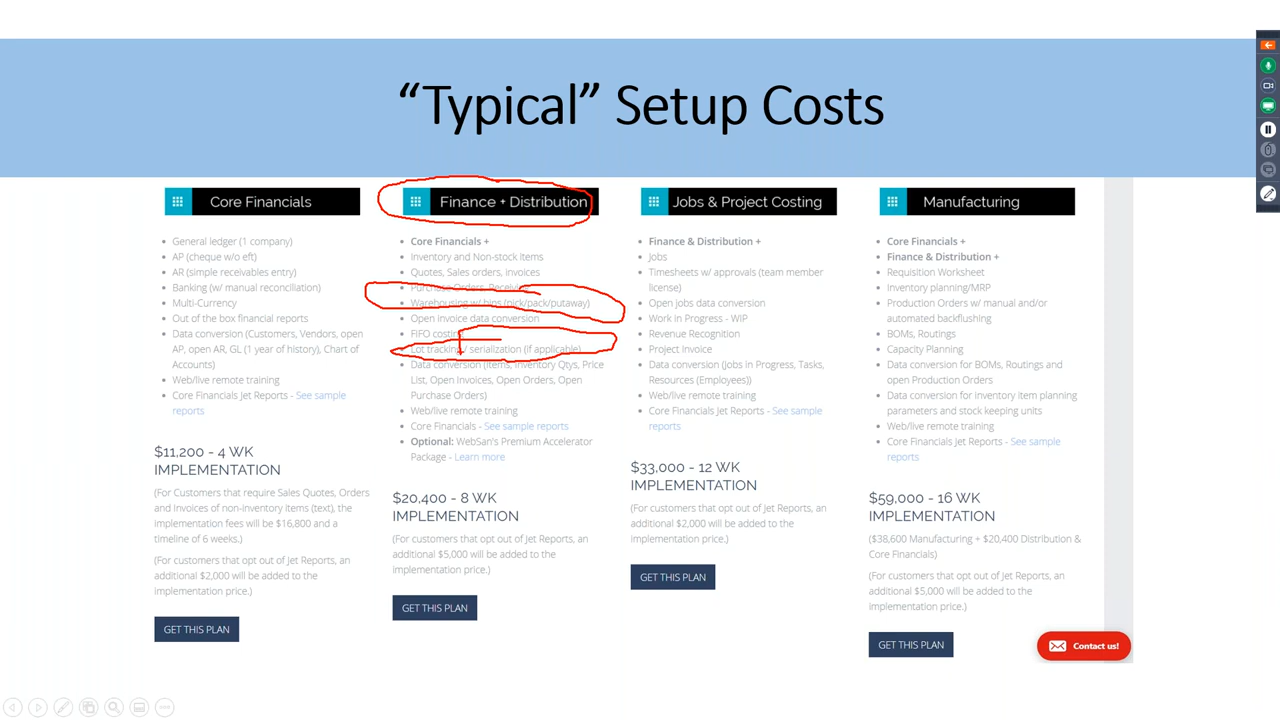 “Typical” Setup Costs
Core Financials
General ledger (1 company)
AP (cheque w/o eft)
AR (simple receivables entry)
Banking (w/ manual reconciliation)
Multi-Currency
Out of the box financial reports
Data conversion (Customers, Vendors, open
AP, open AR, GL (1 year of history), Chart of
Accounts)
Web/live remote training
Core Financials Jet Reports - See sample
reports
$11,200 - 4 WK
IMPLEMENTATION
(For Customers that require Sales Quotes, Orders
and Invoices of non-inventory items (text), the
implementation fees will be $16,800 and a
timeline of 6 weeks.)
(For customers that opt out of Jet Reports, an
additional $2,000 will be added to the
implementation price.)
GET THIS PLAN
Finance + Distribution
Core Financials +
Inventory and Non-stock Items
Quotes, Sales orders, Invoices
Purchase Orders, Receiving
Warehousing w/ bins (pick/pack/putaway)
Open invoice data conversion
FIFO costing
Lot tracking / serialization (if applicable)
Data conversion (Items, Inventory Qtys, Price
List, Open Invoices, Open Orders, Open
Purchase Orders)
Web/live remote training
Core Financials - See sample reports
Optional: WebSan's Premium Accelerator
Package - Learn more
$20,400 - 8 WK
IMPLEMENTATION
(For customers that opt out of Jet Reports, an
additional $5,000 will be added to the
implementation price.)
GET THIS PLAN
Jobs & Project Costing
Finance & Distribution +
Jobs
Timesheets w/ approvals (team member
license)
Open jobs data conversion
Work in Progress - WIP
Revenue Recognition
Project Invoice
Data conversion (Jobs in Progress, Tasks,
Resources (Employees))
Web/live remote training
Core Financials Jet Reports - See sample
reports
$33,000 - 12 WK
IMPLEMENTATION
(For customers that opt out of Jet Reports, an
additional $2,000 will be added to the
implementation price.)
GET THIS PLAN
Manufacturing
Core Financials +
Finance & Distribution +
Requisition Worksheet
Inventory planning/MRP
Production Orders w/ manual and/or
automated backflushing
BOMs, Routings
Capacity Planning
Data conversion for BOMs, Routings and
open Production Orders
Data conversion for inventory item planning
parameters and stock keeping units
Web/live remote training
Core Financials Jet Reports - See sample
reports
$59,000 - 16 WK
IMPLEMENTATION
($38,600 Manufacturing + $20,400 Distribution &
Core Financials)
(For customers that opt out of Jet Reports, an
additional $5,000 will be added to the
implementation price.)
GET THIS PLAN
Contact us!